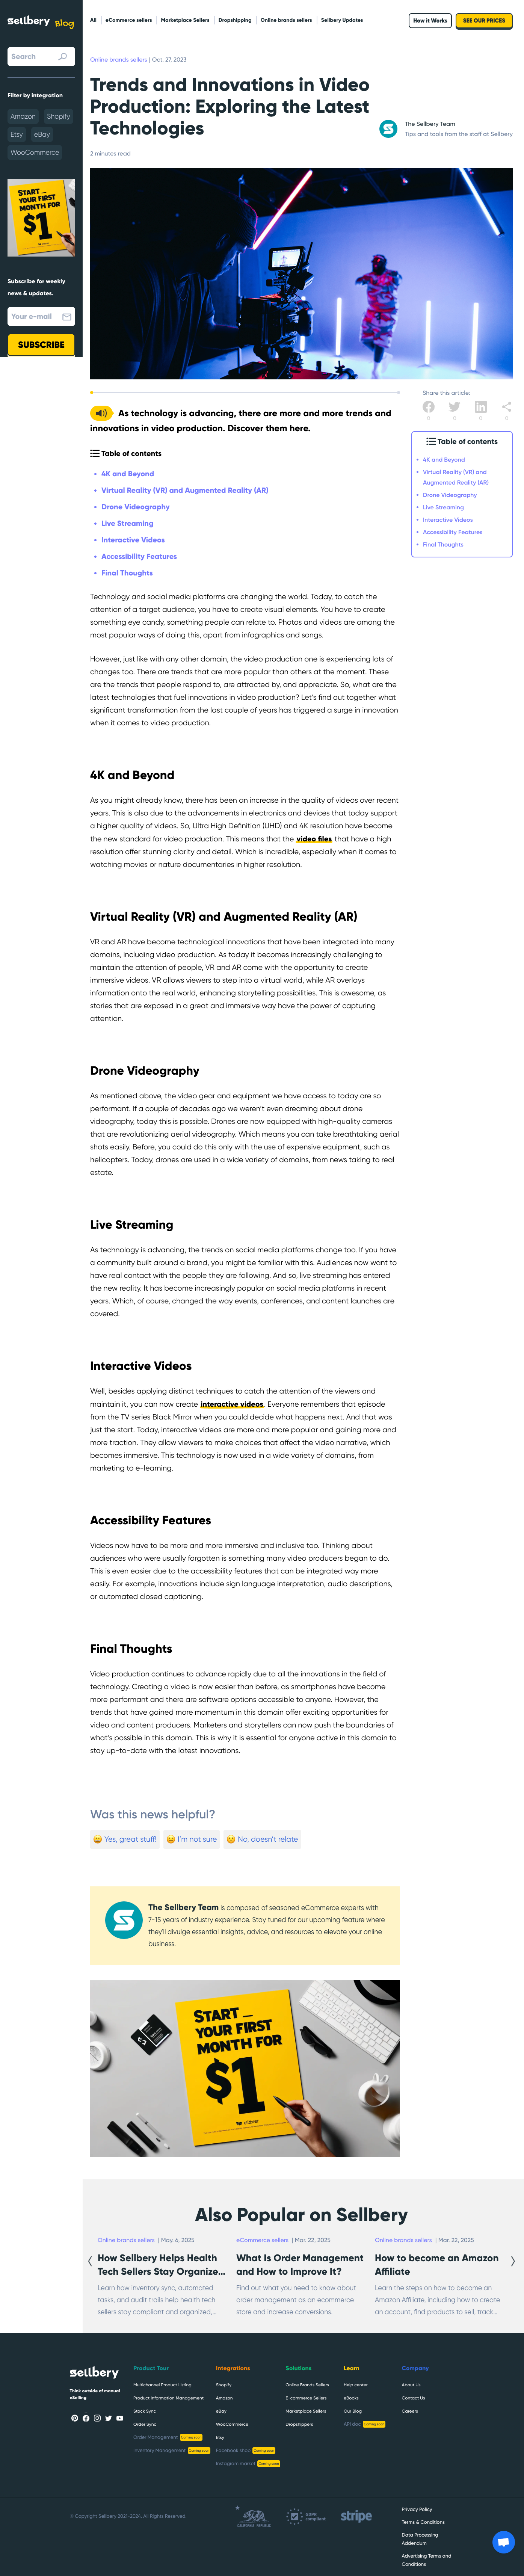 sellbery Blog
Search
Filter by integration
Amazon
Shopify
Etsy
eBay
WooCommerce
START
YOUR FIRST
MONTH FOR
$1
Subscribe for weekly
news & updates.
Your e-mail
SUBSCRIBE
All
eCommerce sellers
Marketplace Sellers
Dropshipping
Online brands sellers
Sellbery Updates
How it Works
SEE OUR PRICES
Online brands sellers | Oct. 27, 2023
Trends and Innovations in Video
Production: Exploring the Latest
Technologies
2 minutes read
The Sellbery Team
Tips and tools from the staff at Sellbery
As technology is advancing, there are more and more trends and
innovations in video production. Discover them here.
Table of contents
4K and Beyond
Virtual Reality (VR) and Augmented Reality (AR)
Drone Videography
Live Streaming
Interactive Videos
Accessibility Features
Final Thoughts
Share this article:
0
0
0
0
Table of contents
4K and Beyond
Virtual Reality (VR) and
Augmented Reality (AR)
Drone Videography
Live Streaming
Interactive Videos
Accessibility Features
Final Thoughts
Technology and social media platforms are changing the world. Today, to catch the
attention of a target audience, you have to create visual elements. You have to create
something eye candy, something people can relate to. Photos and videos are among the
most popular ways of doing this, apart from infographics and songs.
However, just like with any other domain, the video production one is experiencing lots of
changes too. There are trends that are more popular than others at the moment. These
are the trends that people respond to, are attracted by, and appreciate. So, what are the
latest technologies that fuel innovations in video production? Let's find out together what
significant transformation from the last couple of years has triggered a surge in innovation
when it comes to video production.
4K and Beyond
As you might already know, there has been an increase in the quality of videos over recent
years. This is also due to the advancements in electronics and devices that today support
a higher quality of videos. So, Ultra High Definition (UHD) and 4K resolution have become
the new standard for video production. This means that the video files that have a high
resolution offer stunning clarity and detail. Which is incredible, especially when it comes to
watching movies or nature documentaries in higher resolution.
Virtual Reality (VR) and Augmented Reality (AR)
VR and AR have become technological innovations that have been integrated into many
domains, including video production. As today it becomes increasingly challenging to
maintain the attention of people, VR and AR come with the opportunity to create
immersive videos. VR allows viewers to step into a virtual world, while AR overlays
information onto the real world, enhancing storytelling possibilities. This is awesome, as
stories that are exposed in a great and immersive way have the power of capturing
attention.
Drone Videography
As mentioned above, the video gear and equipment we have access to today are so
performant. If a couple of decades ago we weren't even dreaming about drone
videography, today this is possible. Drones are now equipped with high-quality cameras
that are revolutionizing aerial videography. Which means you can take breathtaking aerial
shots easily. Before, you could do this only with the use of expensive equipment, such as
helicopters. Today, drones are used in a wide variety of domains, from news taking to real
estate.
Live Streaming
As technology is advancing, the trends on social media platforms change too. If you have
a community built around a brand, you might be more familiar with this. Audiences now want to
have real contact with the people they are following. And so, live streaming has entered
the new reality. It has become increasingly popular on social media platforms in recent
years. Which, of course, changed the way events, conferences, and content launches are
covered.
Interactive Videos
Well, besides applying distinct techniques to catch the attention of the viewers and
maintain it, you can now create interactive videos. Everyone remembers that episode
from the TV series Black Mirror when you could decide what happens next. And that was
just the start. Today, interactive videos are more and more popular and gaining more and
more traction. They allow viewers to make choices that affect the video narrative, which
becomes immersive. This technology is now used in a wide variety of domains, from
marketing to e-learning.
Accessibility Features
Videos now have to be more and more immersive and inclusive too. Thinking about
audiences who were usually forgotten is something many video producers began to do.
This is even easier due to the accessibility features that can be integrated way more
easily. For example, innovations include sign language interpretation, audio descriptions,
or automated closed captioning.
Final Thoughts
Video production continues to advance rapidly due to all the innovations in the field of
technology. Creating a video is now easier than before, as smartphones have become
more performant and there are software options accessible to anyone. However, the trends
that have gained more momentum in this domain offer exciting opportunities for
video and content producers. Marketers and storytellers can now push the boundaries of
what's possible in this domain. This is why it is essential for anyone active in this domain to
stay up-to-date with the latest innovations.
Was this news helpful?
Yes, great stuff!
I'm not sure
No, doesn't relate
The Sellbery Team is composed of seasoned eCommerce experts with
7-15 years of industry experience. Stay tuned for our upcoming feature where
they'll divulge essential insights, advice, and resources to elevate your online
business.
START
YOUR FIRST
MONTH FOR
$1
Also Popular on Sellbery
Online brands sellers | May. 6, 2025
How Sellbery Helps Health
Tech Sellers Stay Organize...
Learn how inventory sync, automated
tasks, and audit trails help health tech
sellers stay compliant and organized,...
eCommerce sellers | Mar. 22, 2025
What Is Order Management
and How to Improve It?
Find out what you need to know about
order management as an ecommerce
store and increase conversions.
Online brands sellers | Mar. 22, 2025
How to become an Amazon
Affiliate
Learn the steps on how to become an
Amazon Affiliate, including how to create
an account, find products to sell, track...
sellbery
Think outside of manual
eSelling
Product Tour
Multichannel Product Listing
Product Information Management
Stock Sync
Order Sync
Order Management Coming soon
Inventory Management Coming soon
Integrations
Shopify
Amazon
eBay
WooCommerce
Etsy
Facebook shop Coming soon
Instagram market Coming soon
Solutions
Online Brands Sellers
E-commerce Sellers
Marketplace Sellers
Dropshippers
Learn
Help center
eBooks
Our Blog
API doc Coming soon
Company
About Us
Contact Us
Careers
© Copyright Sellbery 2021-2024. All Rights Reserved.
CALIFORNIA REPUBLIC
GDPR
compliant
stripe
Privacy Policy
Terms & Conditions
Data Processing
Addendum
Advertising Terms and
Conditions